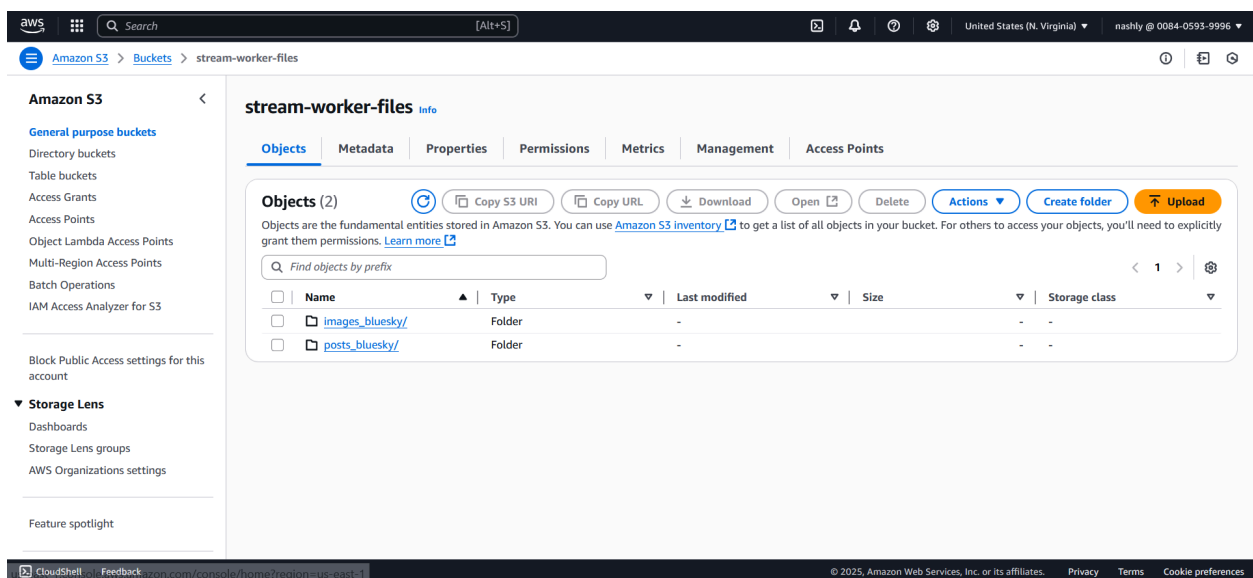 aws
Search [Alt+S]
United States (N. Virginia) ▼
nashly @ 0084-0593-9996 ▼
Amazon S3 > Buckets > stream-worker-files
Amazon S3
General purpose buckets
Directory buckets
Table buckets
Access Grants
Access Points
Object Lambda Access Points
Multi-Region Access Points
Batch Operations
IAM Access Analyzer for S3
Block Public Access settings for this
account
Storage Lens
Dashboards
Storage Lens groups
AWS Organizations settings
Feature spotlight
stream-worker-files Info
Objects Metadata Properties Permissions Metrics Management Access Points
Objects (2) Copy S3 URI Copy URL Download Open Delete Actions ▼ Create folder Upload
Objects are the fundamental entities stored in Amazon S3. You can use Amazon S3 inventory to get a list of all objects in your bucket. For others to access your objects, you'll need to explicitly
grant them permissions. Learn more
Find objects by prefix
< 1 >
Name Type Last modified Size Storage class
images_bluesky/ Folder - - -
posts_bluesky/ Folder - - -
CloudShell Feedback
azon.com/console/home?region=us-east-1
© 2025, Amazon Web Services, Inc. or its affiliates. Privacy Terms Cookie preferences